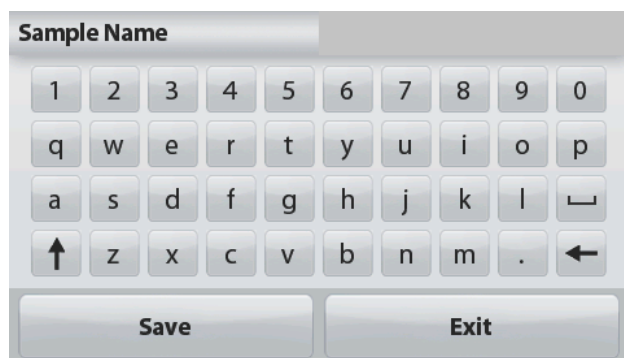 Sample Name
1 2 3 4 5 6 7 8 9 0
q w e r t y u i o p
a s d f g h j k l
z x c v b n m .
Save Exit